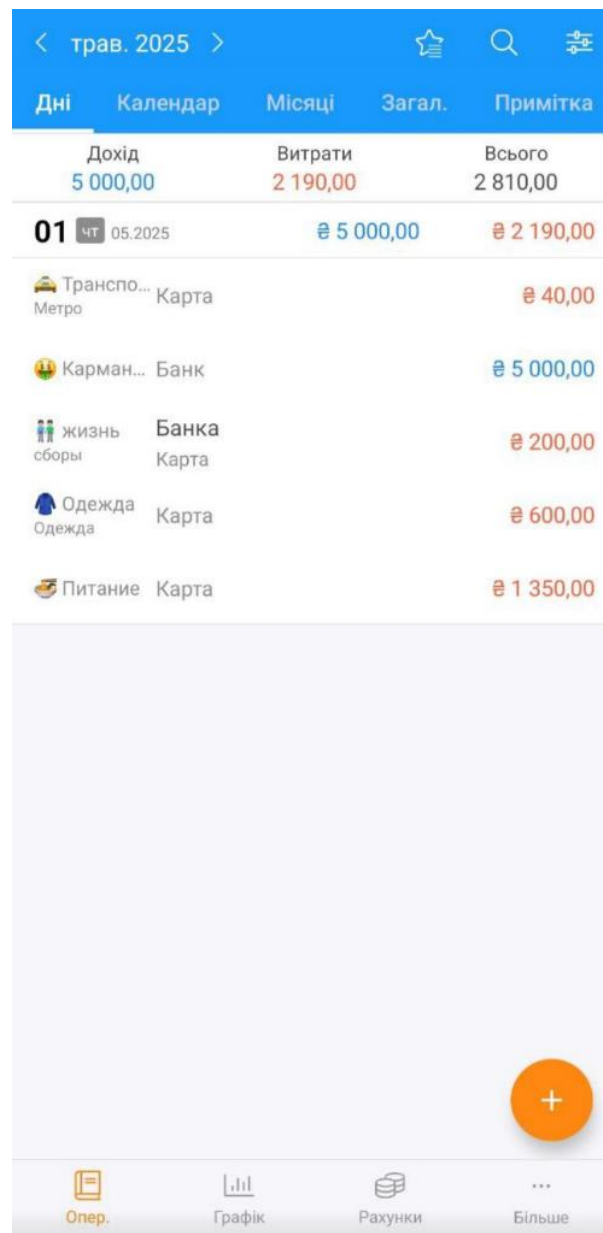 < трав. 2025 >
Дні Календар Місяці Загал. Примітка
Дохід Витрати Всього
5 000,00 2 190,00 2 810,00
01 чт 05.2025 ₴ 5 000,00 ₴ 2 190,00
Транспо... Карта ₴ 40,00
Метро
Карман... Банк ₴ 5 000,00
жизнь Банка ₴ 200,00
сборы Карта
Одежда Карта ₴ 600,00
Одежда
Питание Карта ₴ 1 350,00
+
Опер. Графік Рахунки Більше